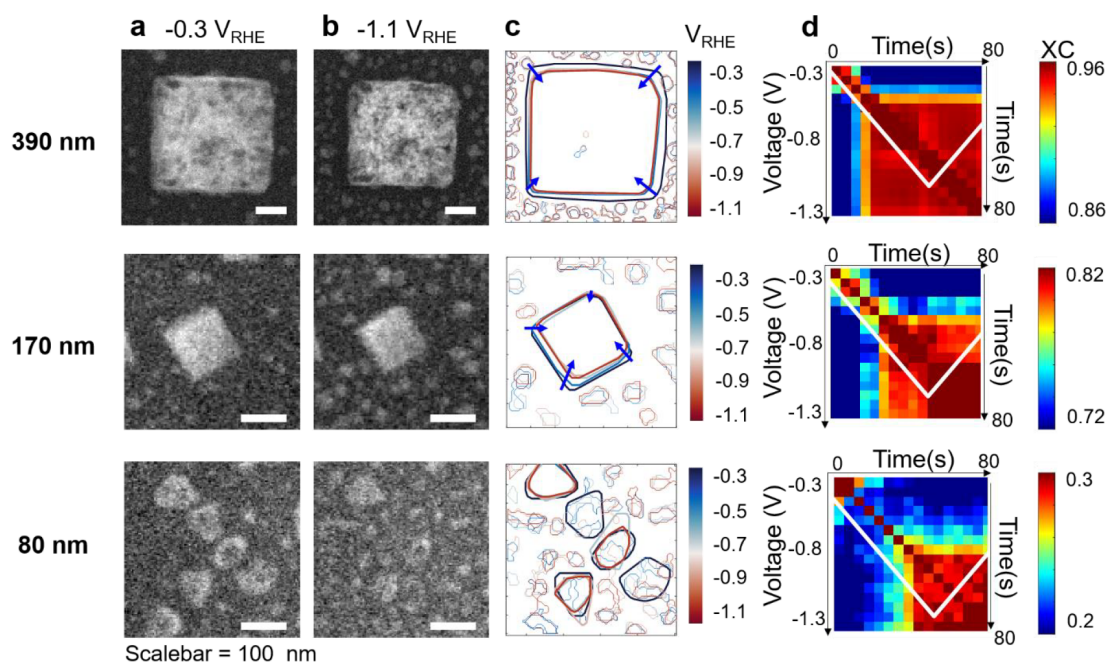 a -0.3 VRHE b -1.1 VRHE c VRHE d Time(s) XC
390 nm
-0.3
-0.5
-0.7
-0.9
-1.1
0 80
Voltage (V)
-0.3
-0.8
-1.3
Time(s)
80
0.96
0.86
170 nm
-0.3
-0.5
-0.7
-0.9
-1.1
Time(s)
0 80
Voltage (V)
-0.3
-0.8
-1.3
Time(s)
80
0.82
0.72
80 nm
-0.3
-0.5
-0.7
-0.9
-1.1
Time(s)
0 80
Voltage (V)
-0.3
-0.8
-1.3
Time(s)
80
0.3
0.2
Scalebar = 100 nm